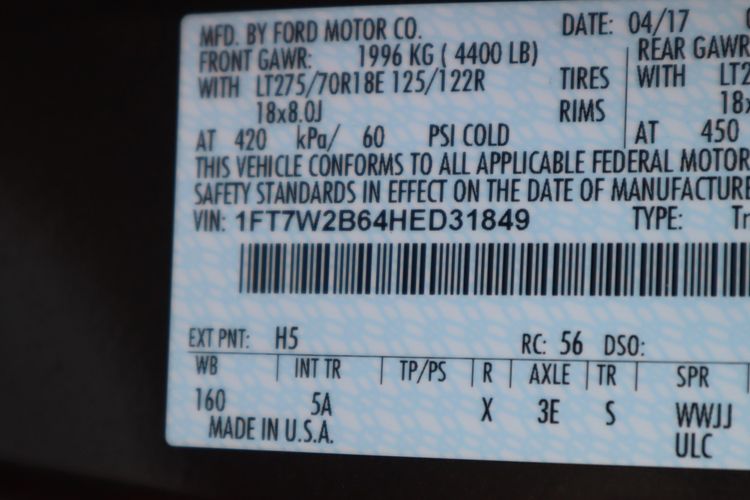 MFD. BY FORD MOTOR CO. DATE: 04/17
FRONT GAWR: 1996 KG ( 4400 LB) REAR GAWR
WITH LT275/70R18E 125/122R TIRES WITH LT2
18x8.0J RIMS 18x
AT 420 kPa/ 60 PSI COLD AT 450
THIS VEHICLE CONFORMS TO ALL APPLICABLE FEDERAL MOTOR
SAFETY STANDARDS IN EFFECT ON THE DATE OF MANUFACTURE
VIN: 1FT7W2B64HED31849 TYPE: Tr
EXT PNT: H5 RC: 56 DSO:
WB INT TR TP/PS R AXLE TR SPR
160 5A X 3E S WWJJ
MADE IN U.S.A. ULC